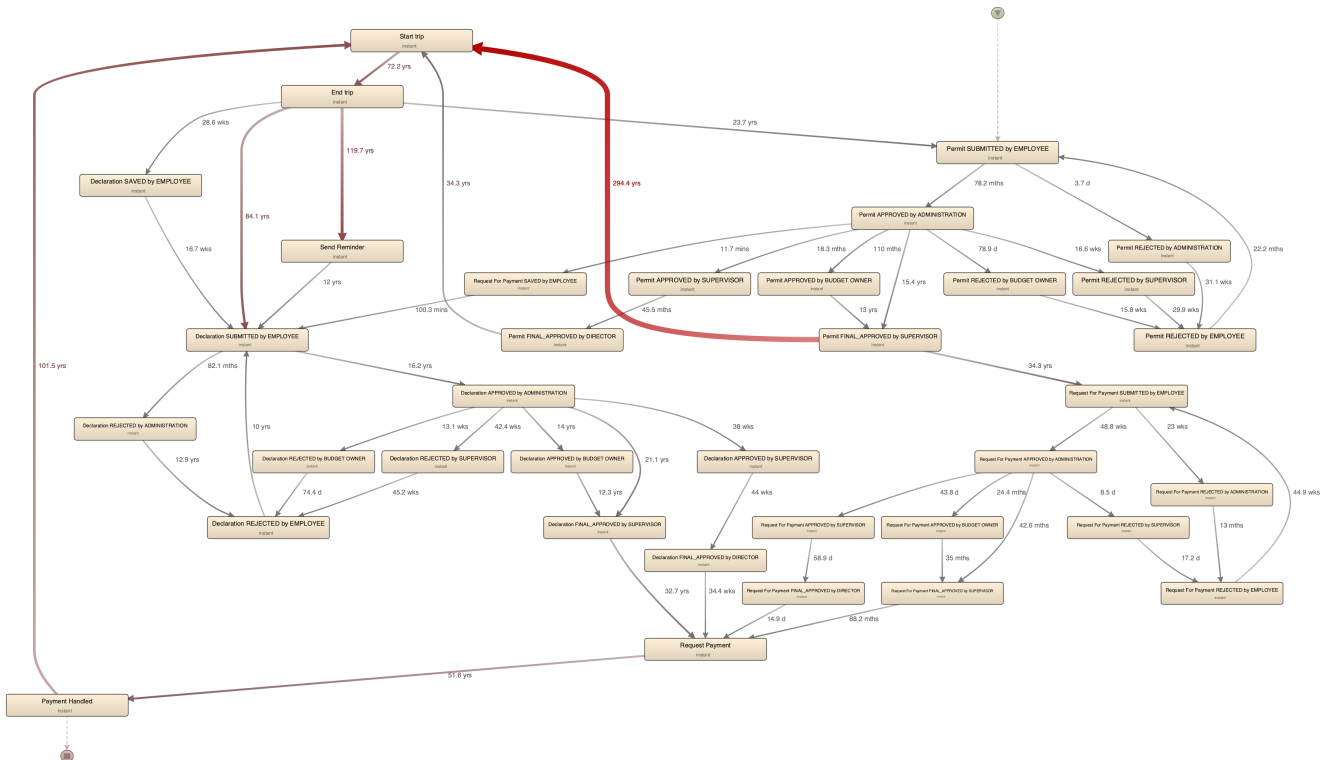 Start trip
instant
72.2 yrs
End trip
instant
28.6 wks
23.7 yrs
119.7 yrs
Permit SUBMITTED by EMPLOYEE
instant
Declaration SAVED by EMPLOYEE
instant
34.3 yrs
294.4 yrs
78.2 mths
3.7 d
84.1 yrs
Permit APPROVED by ADMINISTRATION
instant
Send Reminder
instant
16.7 wks
11.7 mins
18.3 mths
110 mths
78.9 d
16.6 wks
Permit REJECTED by ADMINISTRATION
instant
22.2 mths
12 yrs
Request For Payment SAVED by EMPLOYEE
instant
Permit APPROVED by SUPERVISOR
instant
Permit APPROVED by BUDGET OWNER
instant
15.4 yrs
Permit REJECTED by BUDGET OWNER
instant
Permit REJECTED by SUPERVISOR
instant
31.1 wks
100.3 mins
45.5 mths
13 yrs
15.8 wks
29.9 wks
Declaration SUBMITTED by EMPLOYEE
instant
Permit FINAL_APPROVED by DIRECTOR
instant
Permit FINAL_APPROVED by SUPERVISOR
instant
Permit REJECTED by EMPLOYEE
instant
101.5 yrs
82.1 mths
16.2 yrs
34.3 yrs
Declaration APPROVED by ADMINISTRATION
instant
Request For Payment SUBMITTED by EMPLOYEE
instant
Declaration REJECTED by ADMINISTRATION
instant
10 yrs
13.1 wks
42.4 wks
14 yrs
38 wks
48.8 wks
23 wks
12.9 yrs
Declaration REJECTED by BUDGET OWNER
instant
Declaration REJECTED by SUPERVISOR
instant
Declaration APPROVED by BUDGET OWNER
instant
21.1 yrs
Declaration APPROVED by SUPERVISOR
instant
Request For Payment APPROVED by ADMINISTRATION
instant
74.4 d
45.2 wks
12.3 yrs
44 wks
43.8 d
24.4 mths
8.5 d
Request For Payment REJECTED by ADMINISTRATION
instant
44.9 wks
Declaration REJECTED by EMPLOYEE
instant
Declaration FINAL_APPROVED by SUPERVISOR
instant
Request For Payment APPROVED by SUPERVISOR
instant
Request For Payment APPROVED by BUDGET OWNER
instant
42.6 mths
Request For Payment REJECTED by SUPERVISOR
instant
13 mths
Declaration FINAL_APPROVED by DIRECTOR
instant
58.9 d
35 mths
17.2 d
32.7 yrs
34.4 wks
Request For Payment FINAL_APPROVED by DIRECTOR
instant
Request For Payment FINAL_APPROVED by SUPERVISOR
instant
Request For Payment REJECTED by EMPLOYEE
instant
14.9 d
88.2 mths
Request Payment
instant
51.6 yrs
Payment Handled
instant